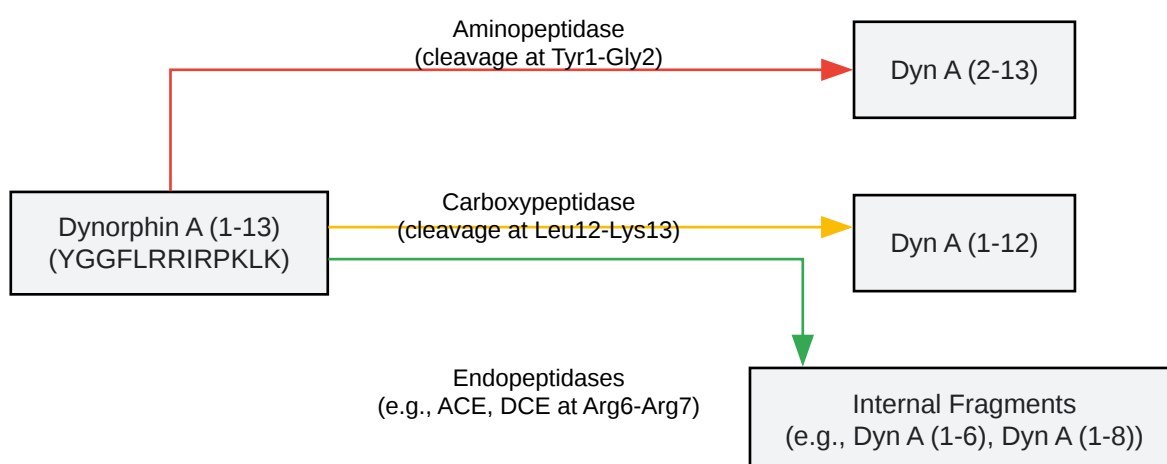 Aminopeptidase
(cleavage at Tyr1-Gly2)
Dyn A (2-13)
Dynorphin A (1-13)
(YGGFLRRIRPKLK)
Carboxypeptidase
(cleavage at Leu12-Lys13)
Dyn A (1-12)
Endopeptidases
(e.g., ACE, DCE at Arg6-Arg7)
Internal Fragments
(e.g., Dyn A (1-6), Dyn A (1-8))